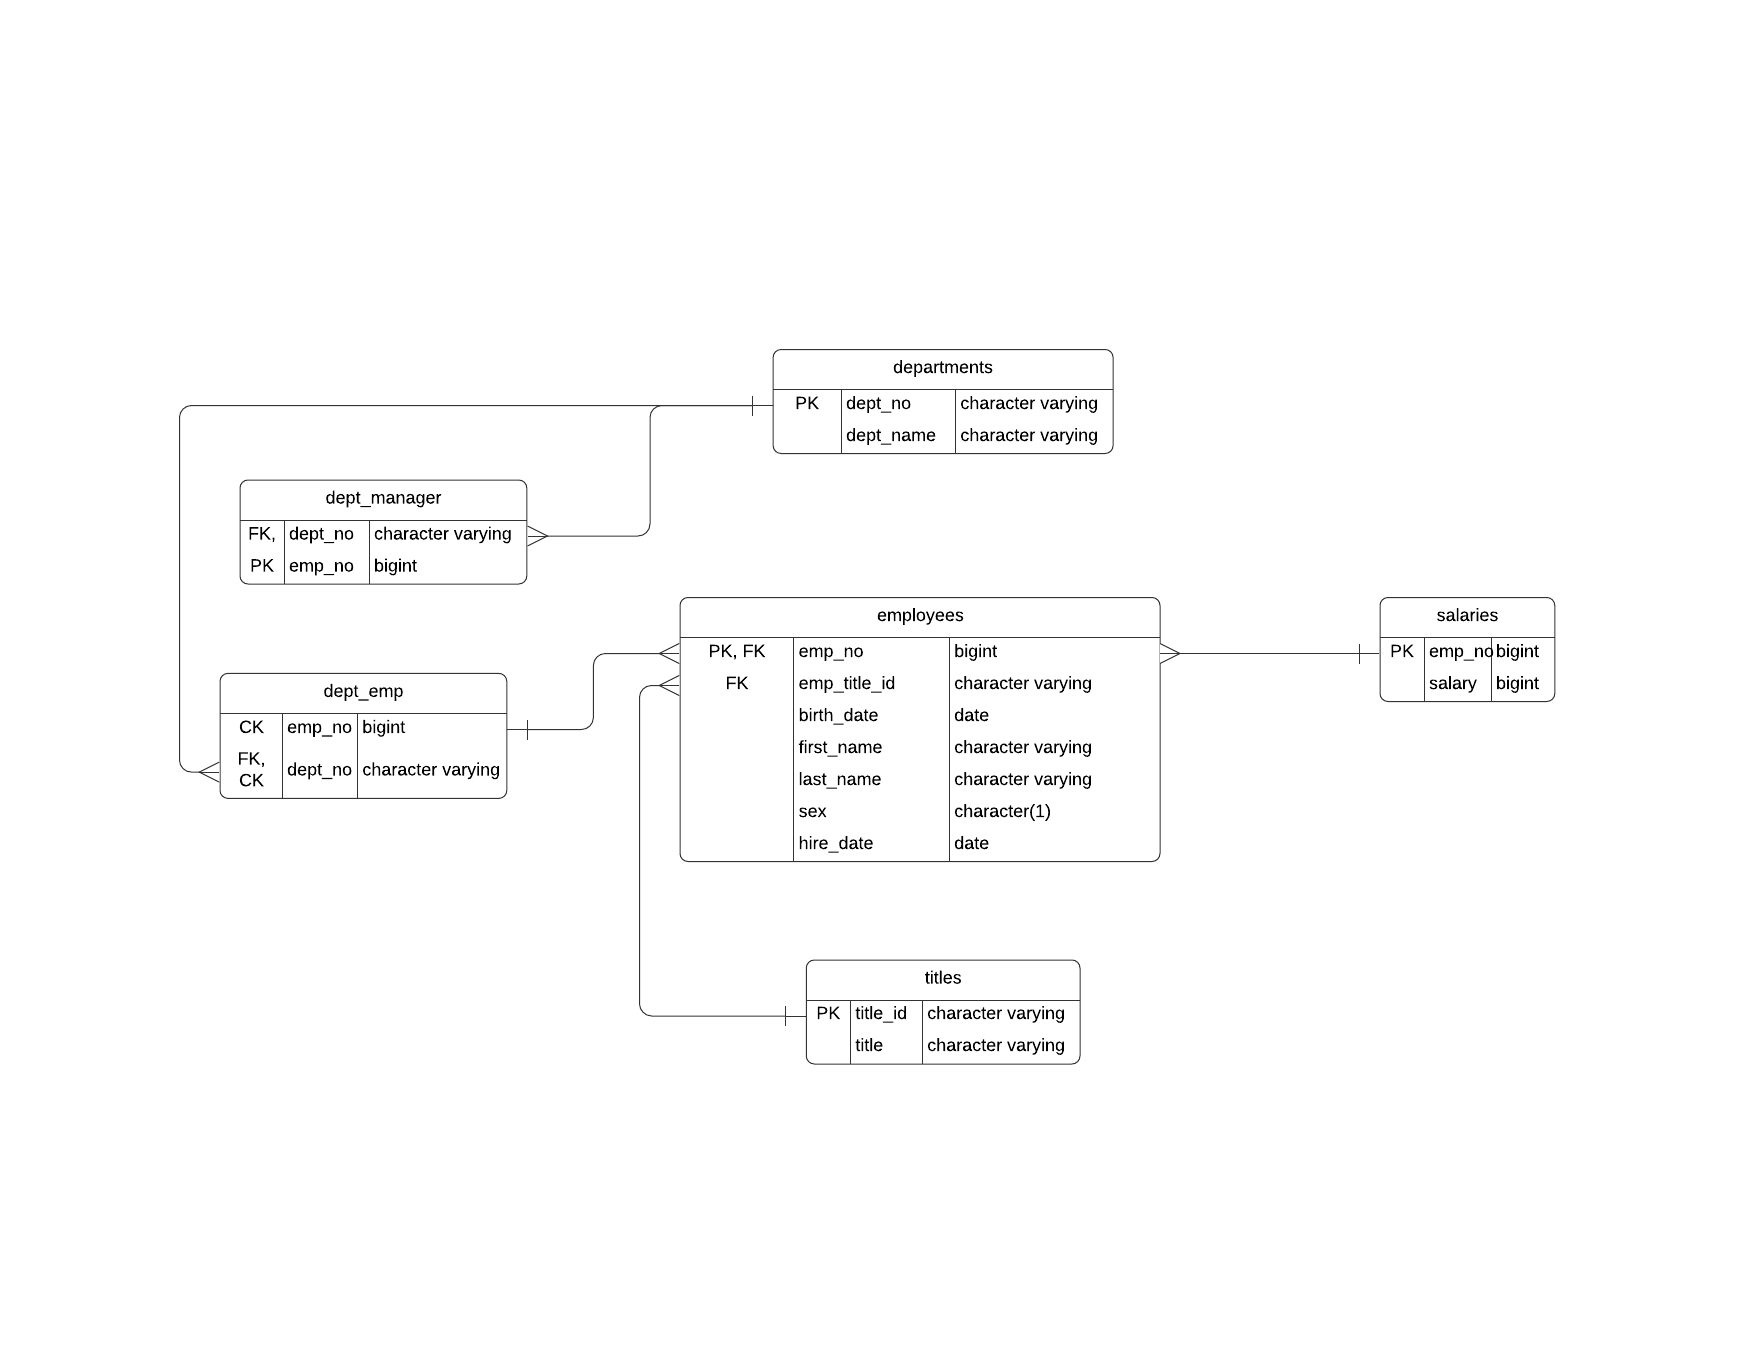 departments
PK dept_no character varying
dept_name character varying
dept_manager
FK, dept_no character varying
PK emp_no bigint
employees
PK, FK emp_no bigint
FK emp_title_id character varying
birth_date date
first_name character varying
last_name character varying
sex character(1)
hire_date date
salaries
PK emp_no bigint
salary bigint
dept_emp
CK emp_no bigint
FK,
CK dept_no character varying
titles
PK title_id character varying
title character varying